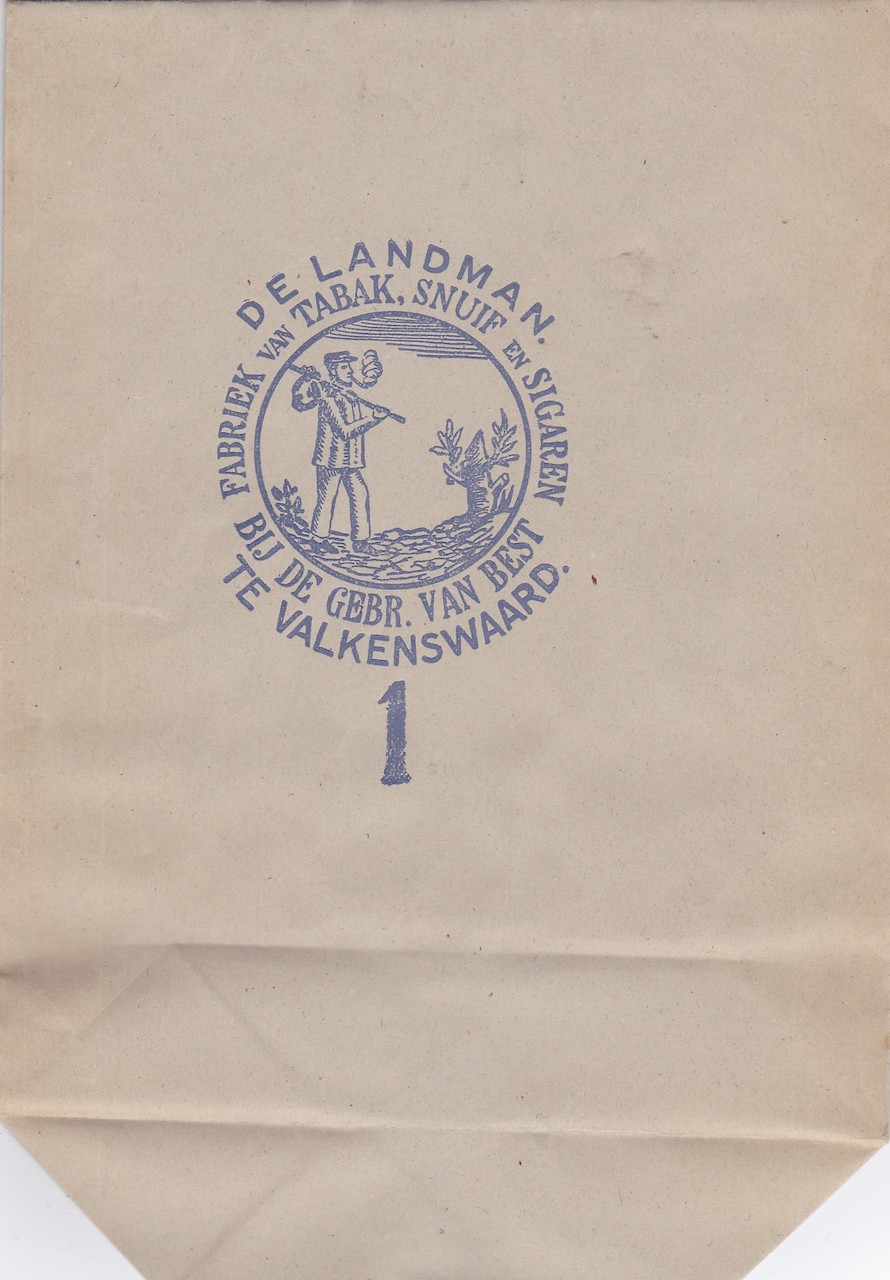 DE LANDMAN.
FABRIEK VAN TABAK, SNUIF EN SIGAREN
BIJ DE GEBR. VAN BEST
TE VALKENSWAARD.
1